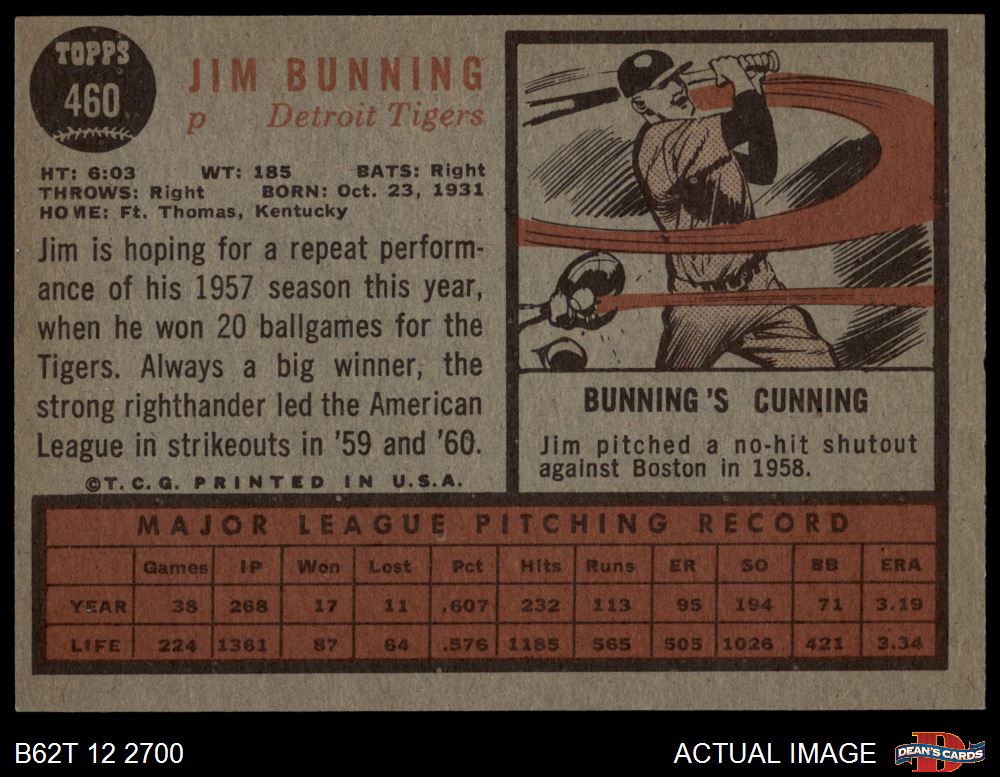 TOPPS
460
JIM BUNNING
p Detroit Tigers
HT: 6:03 WT: 185 BATS: Right
THROWS: Right BORN: Oct. 23, 1931
HOME: Ft. Thomas, Kentucky
Jim is hoping for a repeat perform-
ance of his 1957 season this year,
when he won 20 ballgames for the
Tigers. Always a big winner, the
strong righthander led the American
League in strikeouts in '59 and '60.
©T.C.G. PRINTED IN U.S.A.
BUNNING'S CUNNING
Jim pitched a no-hit shutout
against Boston in 1958.
MAJOR LEAGUE PITCHING RECORD
Games IP Won Lost Pct Hits Runs ER SO BB ERA
YEAR 38 268 17 11 .607 232 113 95 194 71 3.19
LIFE 224 1361 87 64 .576 1185 565 505 1026 421 3.34
B62T 12 2700
ACTUAL IMAGE
D
DEAN'S CARDS